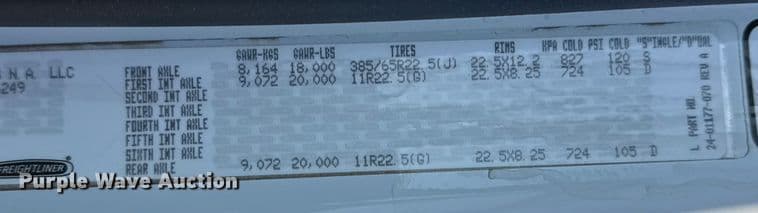 GAWR-KGS GAWR-LBS TIRES RIMS KPA COLD PSI COLD "S"INGLE/"D"UAL
N.A. LLC
249
FRONT AXLE 8,164 18,000 385/65R22.5(J) 22.5X12.2 827 120 S
FIRST INT AXLE 9,072 20,000 11R22.5(G) 22.5X8.25 724 105 D
SECOND INT AXLE
THIRD INT AXLE
FOURTH INT AXLE
FIFTH INT AXLE
SIXTH INT AXLE
REAR AXLE 9,072 20,000 11R22.5(G) 22.5X8.25 724 105 D
L PART NO.
24-01177-070 REV A
FREIGHTLINER
Purple Wave Auction